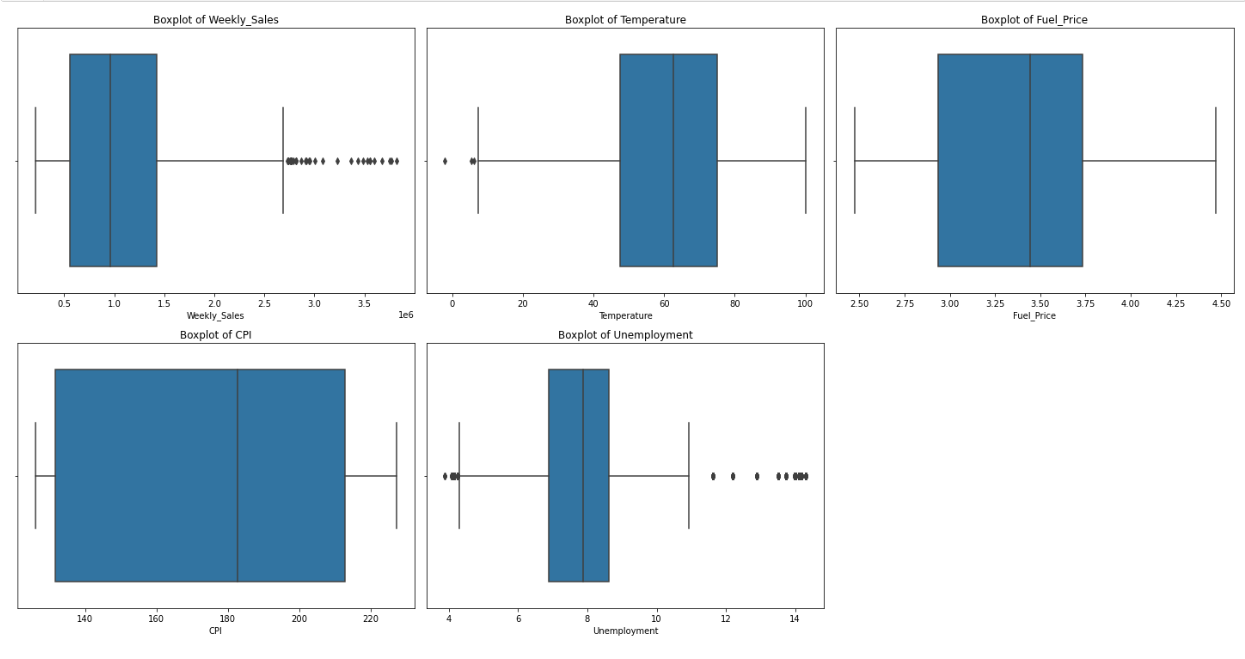 Boxplot of Weekly_Sales
0.5 1.0 1.5 2.0 2.5 3.0 3.5
Weekly_Sales 1e6
Boxplot of Temperature
0 20 40 60 80 100
Temperature
Boxplot of Fuel_Price
2.50 2.75 3.00 3.25 3.50 3.75 4.00 4.25 4.50
Fuel_Price
Boxplot of CPI
140 160 180 200 220
CPI
Boxplot of Unemployment
4 6 8 10 12 14
Unemployment